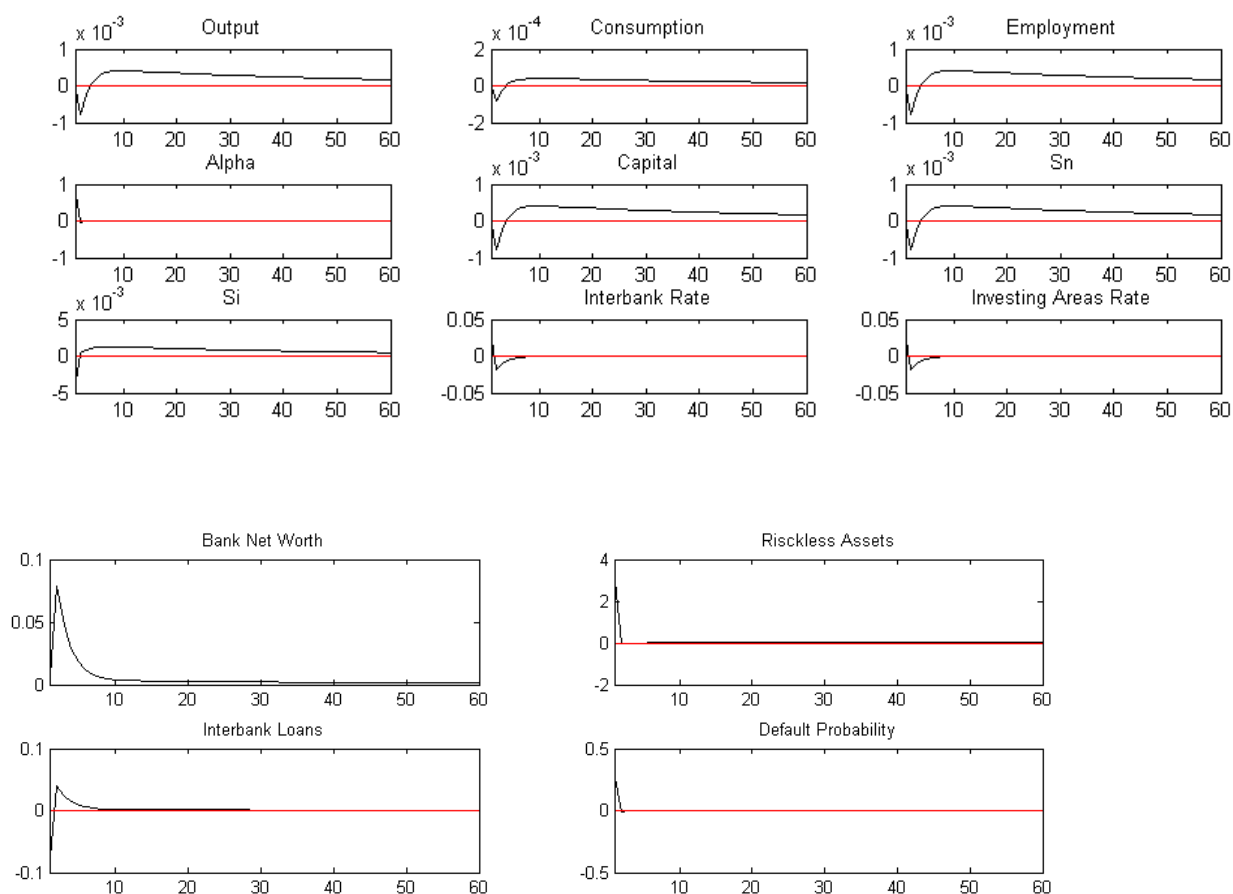 Output
Consumption
Employment
x 10^-3
1
0
-1
10 20 30 40 50 60
x 10^-4
2
0
-2
10 20 30 40 50 60
x 10^-3
1
0
-1
10 20 30 40 50 60
Alpha
Capital
Sn
1
0
-1
10 20 30 40 50 60
x 10^-3
1
0
-1
10 20 30 40 50 60
x 10^-3
1
0
-1
10 20 30 40 50 60
Si
Interbank Rate
Investing Areas Rate
x 10^-3
5
0
-5
10 20 30 40 50 60
0.05
0
-0.05
10 20 30 40 50 60
0.05
0
-0.05
10 20 30 40 50 60
Bank Net Worth
Risckless Assets
0.1
0.05
0
10 20 30 40 50 60
4
2
0
-2
10 20 30 40 50 60
Interbank Loans
Default Probability
0.1
0
-0.1
10 20 30 40 50 60
0.5
0
-0.5
10 20 30 40 50 60